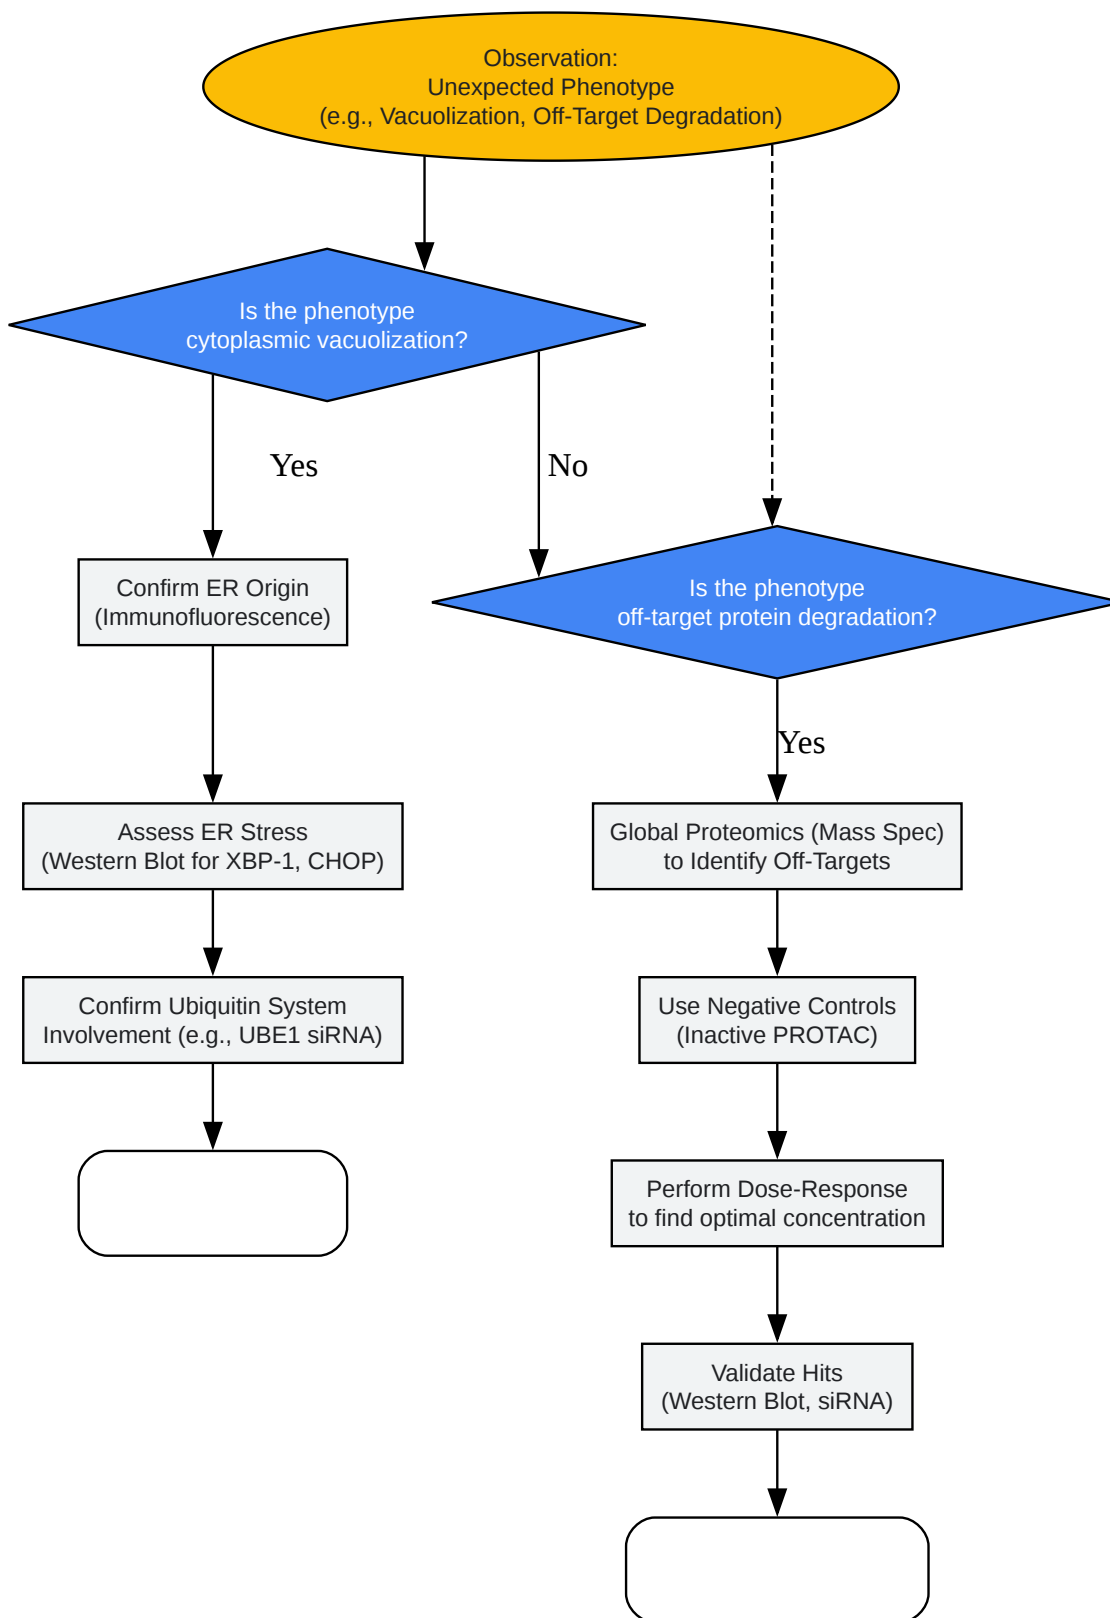 Observation:
Unexpected Phenotype
(e.g., Vacuolization, Off-Target Degradation)
Is the phenotype
cytoplasmic vacuolization?
Yes
No
Confirm ER Origin
(Immunofluorescence)
Is the phenotype
off-target protein degradation?
Yes
Assess ER Stress
(Western Blot for XBP-1, CHOP)
Global Proteomics (Mass Spec)
to Identify Off-Targets
Confirm Ubiquitin System
Involvement (e.g., UBE1 siRNA)
Use Negative Controls
(Inactive PROTAC)
Perform Dose-Response
to find optimal concentration
Validate Hits
(Western Blot, siRNA)